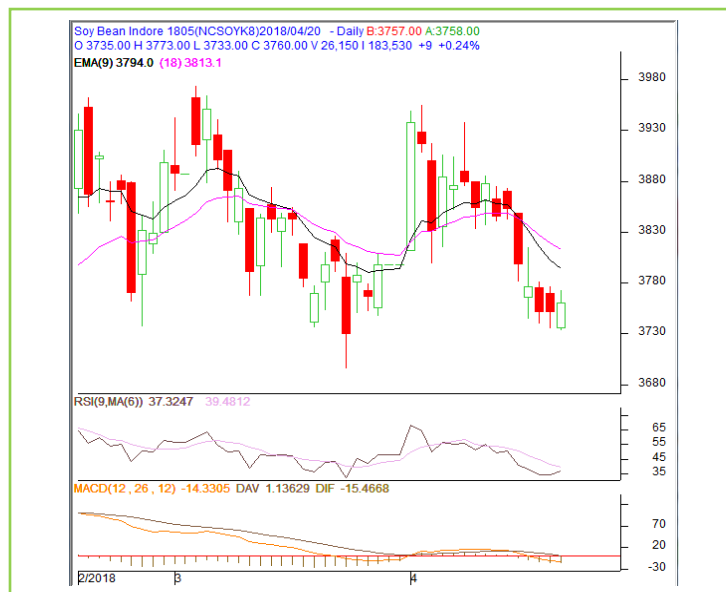 Soy Bean Indore 1805(NCSOYK8)2018/04/20 - Daily B:3757.00 A:3758.00
O 3735.00 H 3773.00 L 3733.00 C 3760.00 V 26,150 I 183,530 +9 +0.24%
EMA(9) 3794.0 (18) 3813.1
3980
3930
3880
3830
3780
3730
3680
RSI(9,MA(6)) 37.3247 39.4812
65
55
45
35
MACD(12 , 26 , 12) -14.3305 DAV 1.13629 DIF -15.4668
70
20
-30
2/2018 3 4